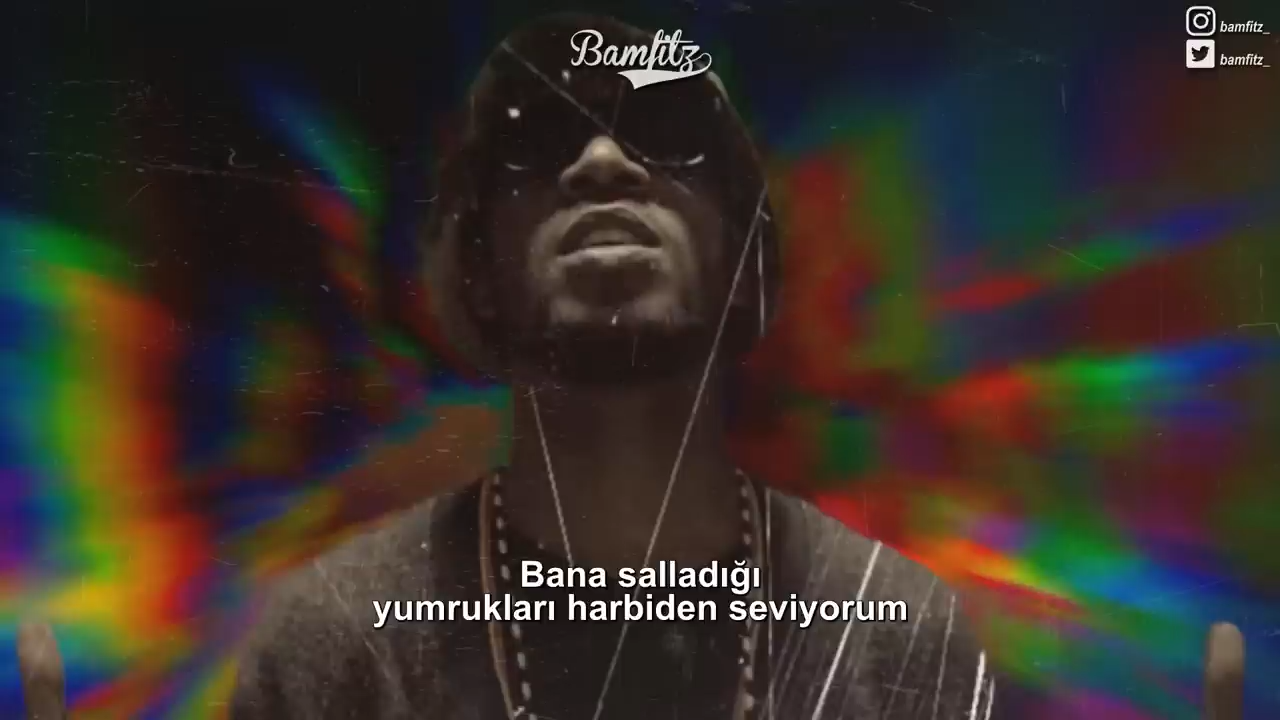 Bamfitz
bamfitz_
bamfitz_
Bana salladığı
yumrukları harbiden seviyorum